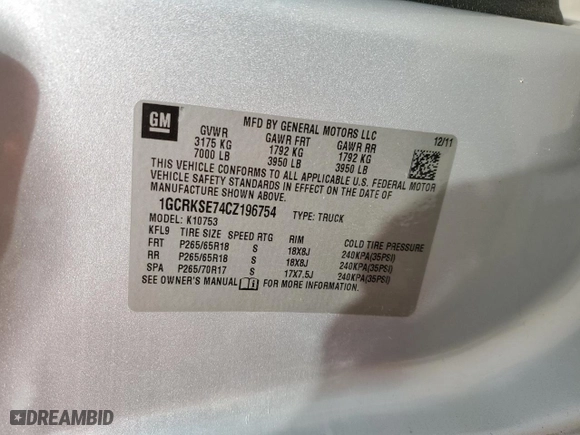 GM
MFD BY GENERAL MOTORS LLC
12/11
GVWR GAWR FRT GAWR RR
3175 KG 1792 KG 1792 KG
7000 LB 3950 LB 3950 LB
THIS VEHICLE CONFORMS TO ALL APPLICABLE U.S. FEDERAL MOTOR
VEHICLE SAFETY STANDARDS IN EFFECT ON THE DATE OF
MANUFACTURE SHOWN ABOVE.
1GCRKSE74CZ196754 TYPE: TRUCK
MODEL: K10753
KFL9 TIRE SIZE SPEED RTG RIM COLD TIRE PRESSURE
FRT P265/65R18 S 18X8J 240KPA(35PSI)
RR P265/65R18 S 18X8J 240KPA(35PSI)
SPA P265/70R17 S 17X7.5J 240KPA(35PSI)
SEE OWNER'S MANUAL FOR MORE INFORMATION.
DREAMBID